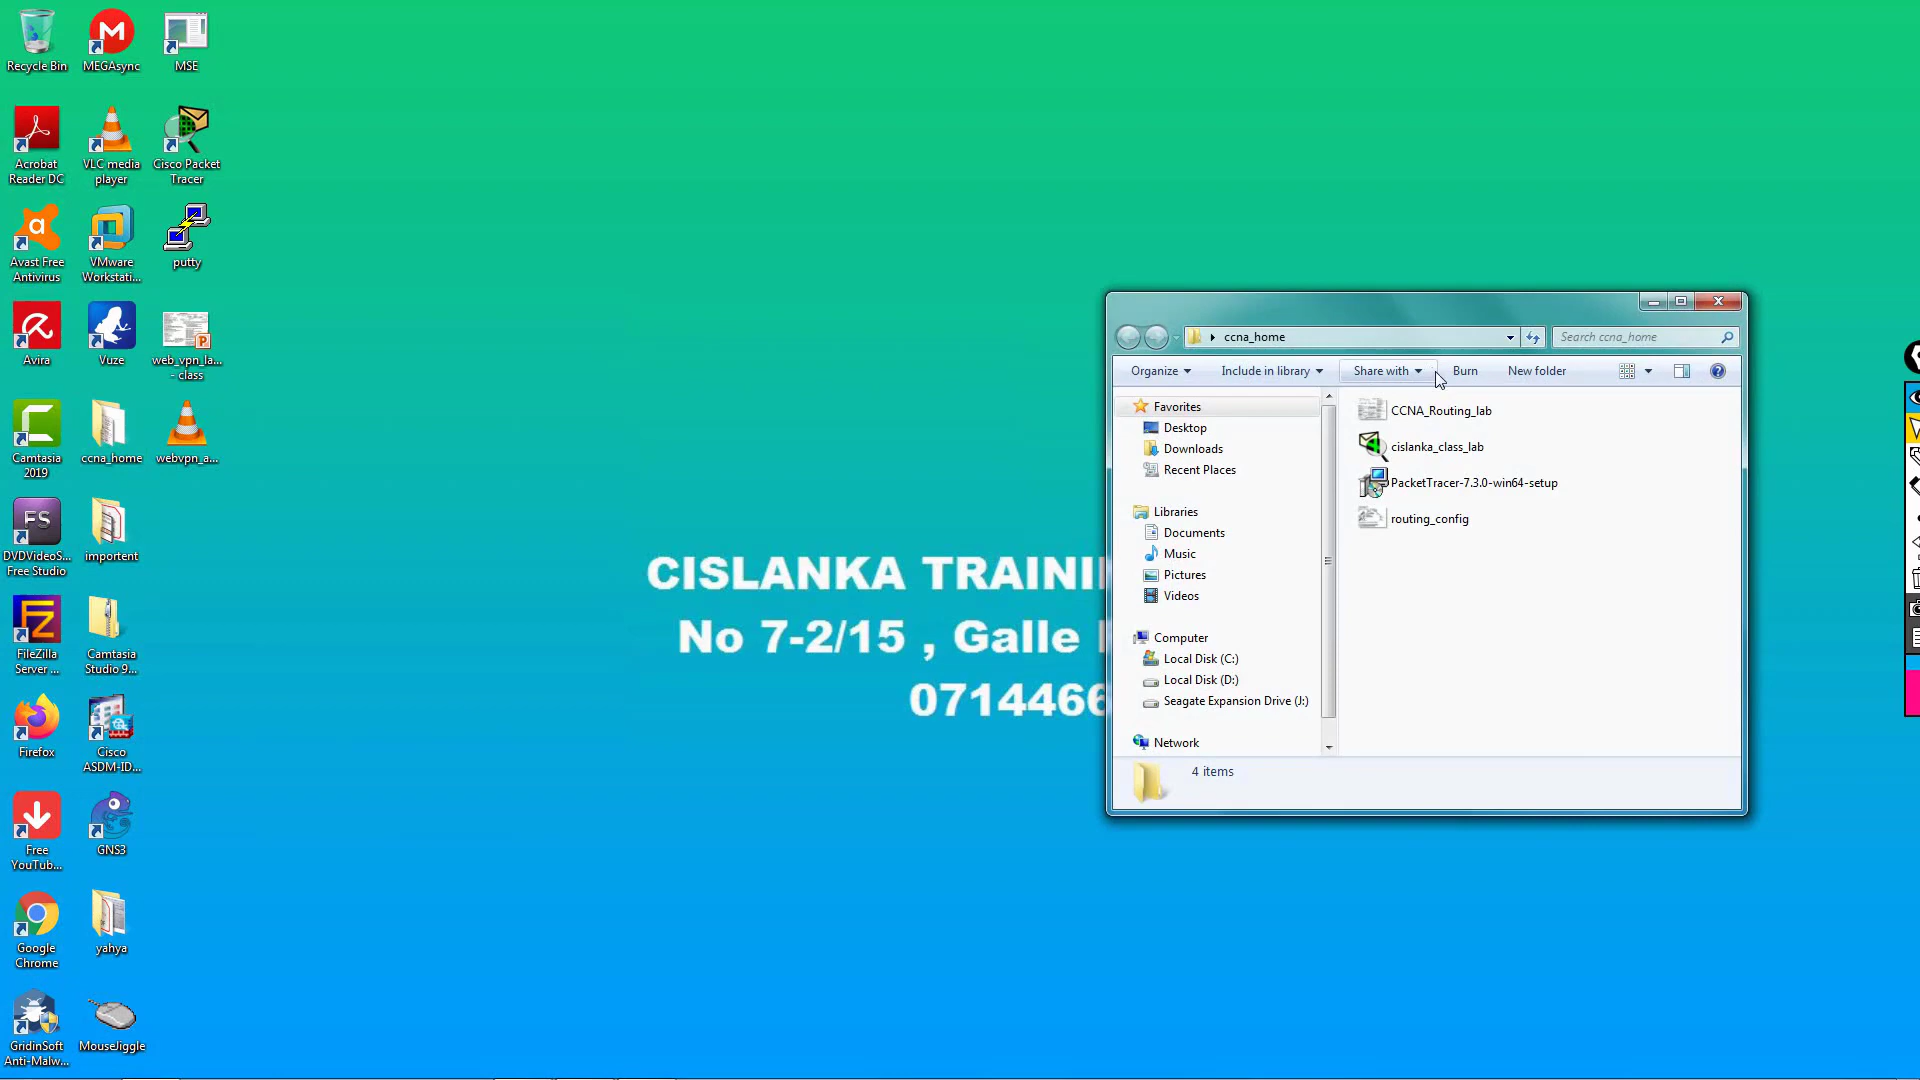 Recycle Bin
MEGAsync
MSE
Acrobat
Reader DC
VLC media
player
Cisco Packet
Tracer
Avast Free
Antivirus
VMware
Workstati...
putty
Avira
Vuze
web_vpn_la...
- class
Camtasia
2019
ccna_home
webvpn_a...
FS
DVDVideoS...
Free Studio
importent
FileZilla
Server ...
Camtasia
Studio 9...
Firefox
Cisco
ASDM-ID...
Free
YouTub...
GNS3
Google
Chrome
yahya
GridinSoft
Anti-Malw...
MouseJiggle
CISLANKA TRAINI
No 7-2/15 , Galle
071446
ccna_home
Search ccna_home
Organize
Include in library
Share with
Burn
New folder
Favorites
Desktop
Downloads
Recent Places
Libraries
Documents
Music
Pictures
Videos
Computer
Local Disk (C:)
Local Disk (D:)
Seagate Expansion Drive (J:)
Network
CCNA_Routing_lab
cislanka_class_lab
PacketTracer-7.3.0-win64-setup
routing_config
4 items